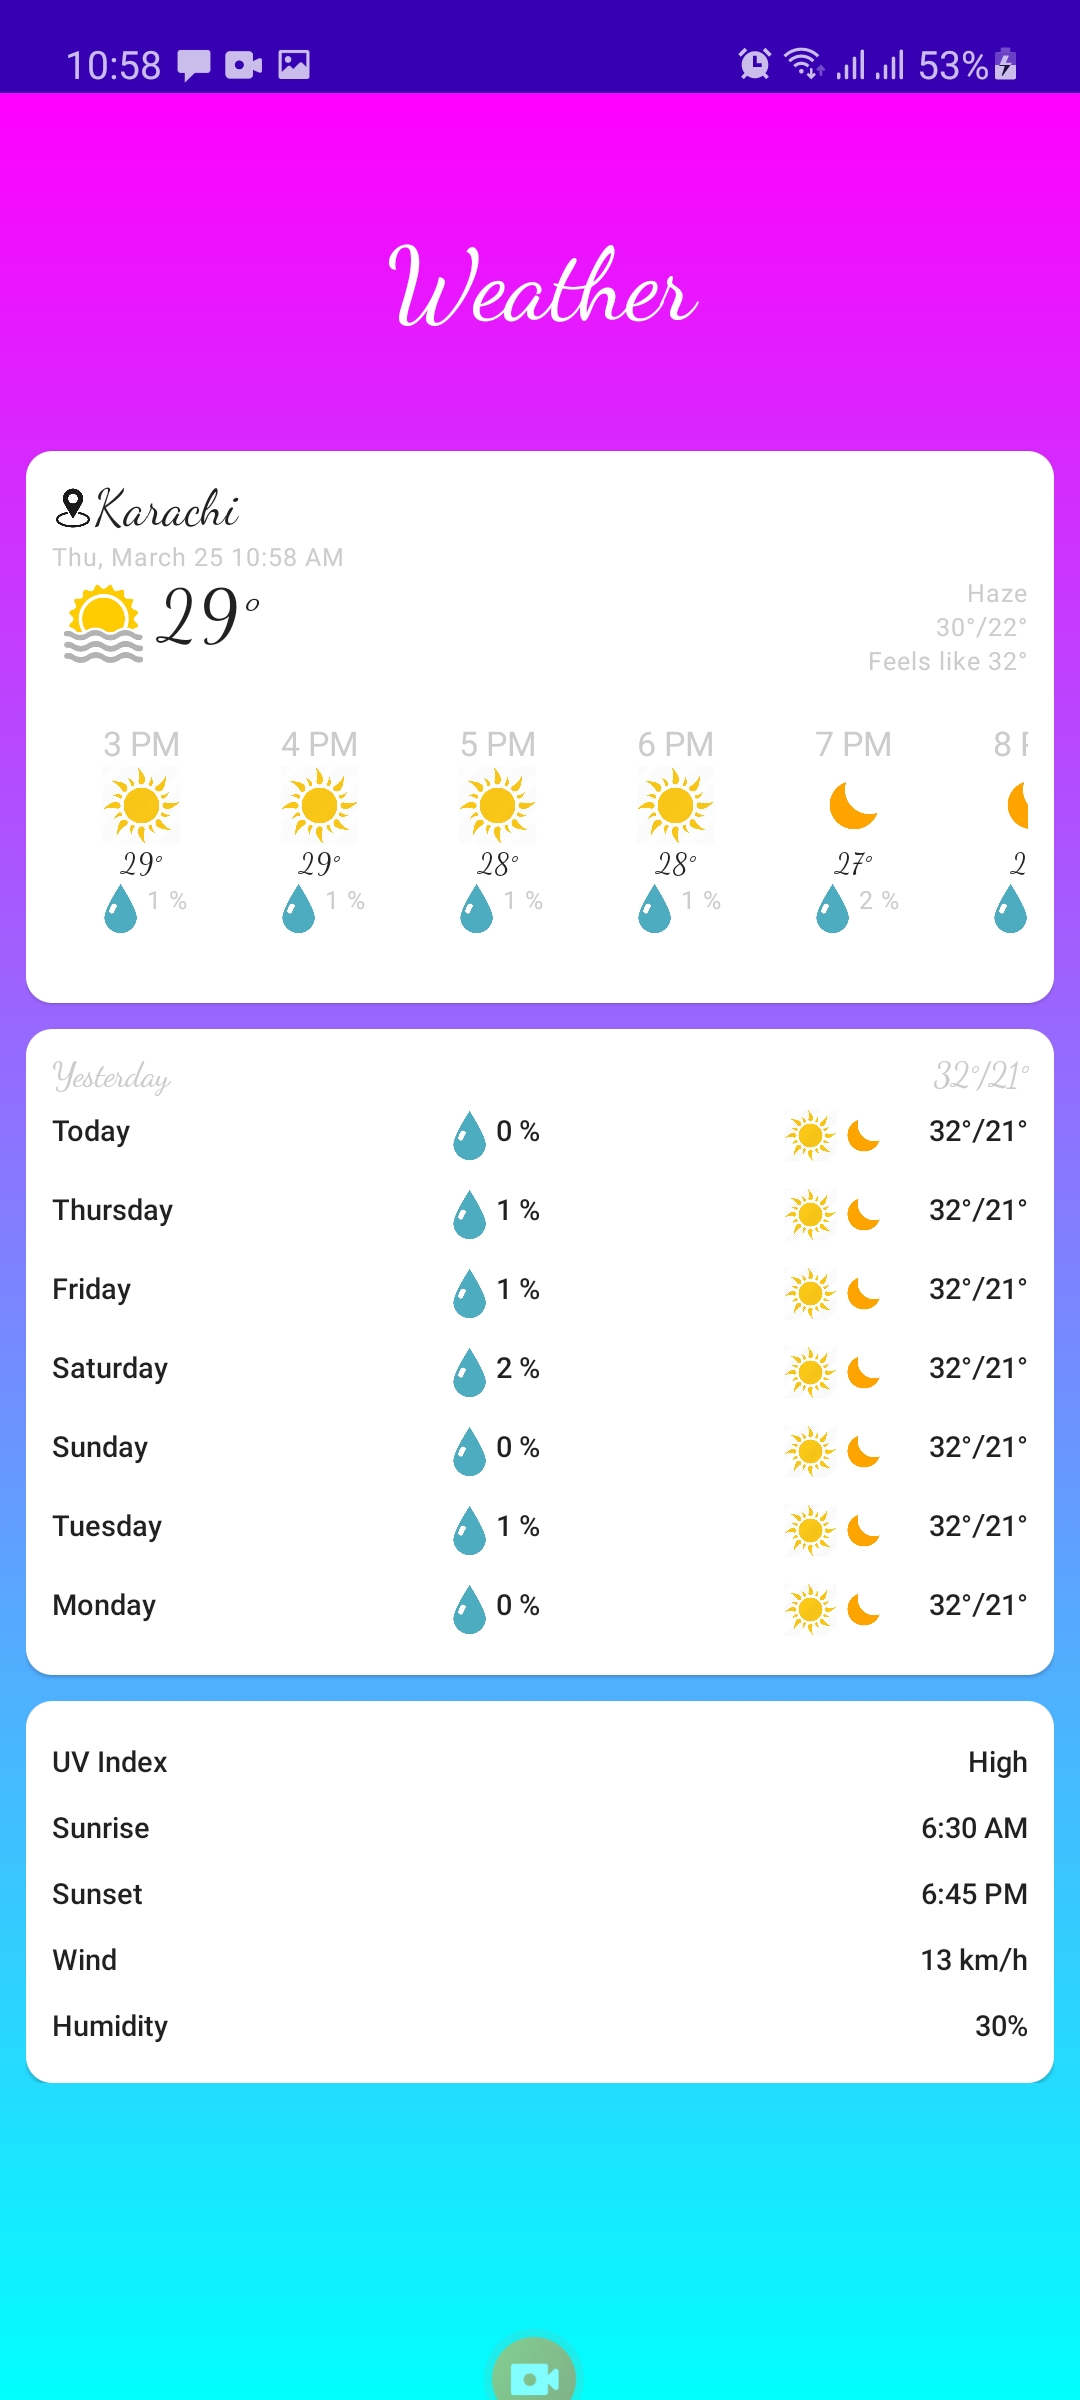 10:58 53%
Weather
Karachi
Thu, March 25 10:58 AM
29°
Haze
30°/22°
Feels like 32°
3 PM 4 PM 5 PM 6 PM 7 PM 8
29° 29° 28° 28° 27° 2
1 % 1 % 1 % 1 % 2 %
Yesterday 32°/21°
Today 0 % 32°/21°
Thursday 1 % 32°/21°
Friday 1 % 32°/21°
Saturday 2 % 32°/21°
Sunday 0 % 32°/21°
Tuesday 1 % 32°/21°
Monday 0 % 32°/21°
UV Index High
Sunrise 6:30 AM
Sunset 6:45 PM
Wind 13 km/h
Humidity 30%